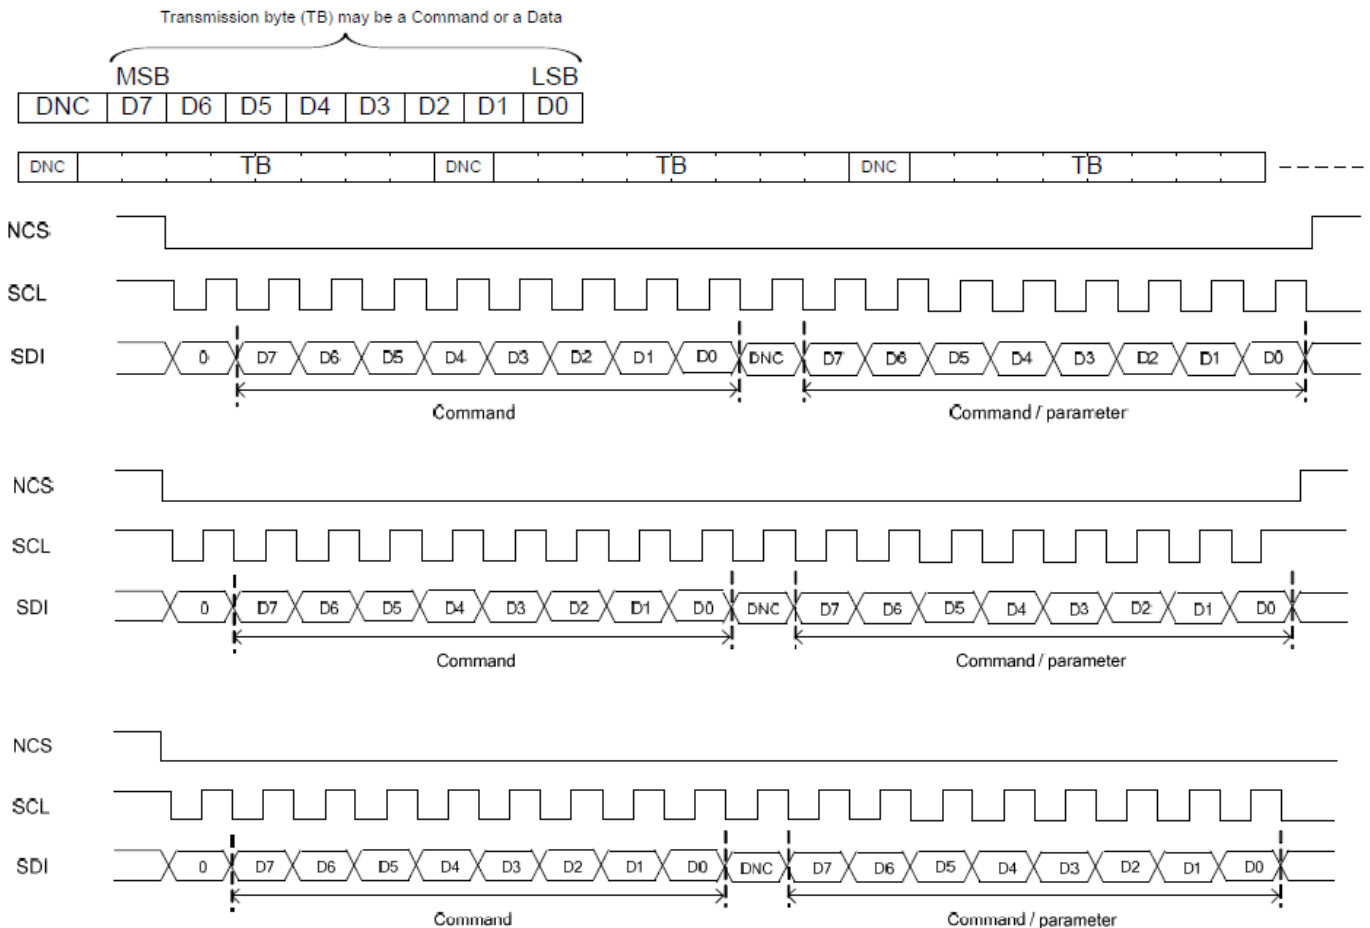 Transmission byte (TB) may be a Command or a Data
MSB LSB
DNC D7 D6 D5 D4 D3 D2 D1 D0
DNC TB DNC TB DNC TB
NCS
SCL
SDI 0 D7 D6 D5 D4 D3 D2 D1 D0 DNC D7 D6 D5 D4 D3 D2 D1 D0
Command Command / parameter
NCS
SCL
SDI 0 D7 D6 D5 D4 D3 D2 D1 D0 DNC D7 D6 D5 D4 D3 D2 D1 D0
Command Command / parameter
NCS
SCL
SDI 0 D7 D6 D5 D4 D3 D2 D1 D0 DNC D7 D6 D5 D4 D3 D2 D1 D0
Command Command / parameter